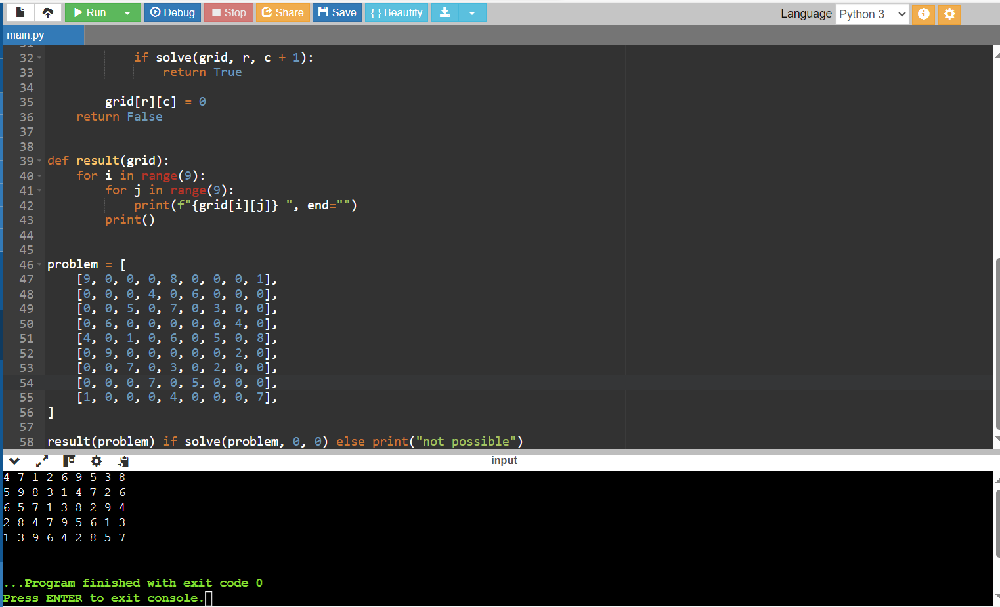 Run Debug Stop Share Save { } Beautify Language Python 3
main.py
31
32 if solve(grid, r, c + 1):
33 return True
34
35 grid[r][c] = 0
36 return False
37
38
39 def result(grid):
40 for i in range(9):
41 for j in range(9):
42 print(f"{grid[i][j]} ", end="")
43 print()
44
45
46 problem = [
47 [9, 0, 0, 0, 8, 0, 0, 0, 1],
48 [0, 0, 0, 4, 0, 6, 0, 0, 0],
49 [0, 0, 5, 0, 7, 0, 3, 0, 0],
50 [0, 6, 0, 0, 0, 0, 0, 4, 0],
51 [4, 0, 1, 0, 6, 0, 5, 0, 8],
52 [0, 9, 0, 0, 0, 0, 0, 2, 0],
53 [0, 0, 7, 0, 3, 0, 2, 0, 0],
54 [0, 0, 0, 7, 0, 5, 0, 0, 0],
55 [1, 0, 0, 0, 4, 0, 0, 0, 7],
56 ]
57
58 result(problem) if solve(problem, 0, 0) else print("not possible")
input
4 7 1 2 6 9 5 3 8
5 9 8 3 1 4 7 2 6
6 5 7 1 3 8 2 9 4
2 8 4 7 9 5 6 1 3
1 3 9 6 4 2 8 5 7
...Program finished with exit code 0
Press ENTER to exit console.